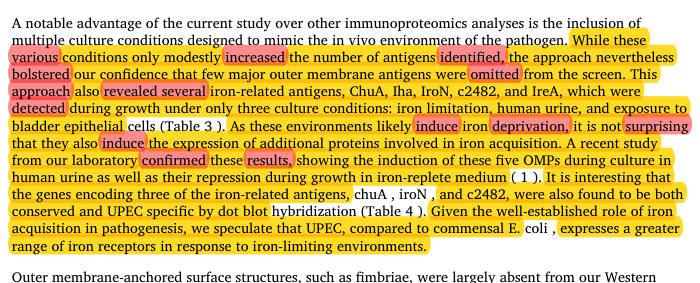 A notable advantage of the current study over other immunoproteomics analyses is the inclusion of
multiple culture conditions designed to mimic the in vivo environment of the pathogen. While these
various conditions only modestly increased the number of antigens identified, the approach nevertheless
bolstered our confidence that few major outer membrane antigens were omitted from the screen. This
approach also revealed several iron-related antigens, ChuA, Iha, IroN, c2482, and IreA, which were
detected during growth under only three culture conditions: iron limitation, human urine, and exposure to
bladder epithelial cells (Table 3 ). As these environments likely induce iron deprivation, it is not surprising
that they also induce the expression of additional proteins involved in iron acquisition. A recent study
from our laboratory confirmed these results, showing the induction of these five OMPs during culture in
human urine as well as their repression during growth in iron-replete medium ( 1 ). It is interesting that
the genes encoding three of the iron-related antigens, chuA , iroN , and c2482, were also found to be both
conserved and UPEC specific by dot blot hybridization (Table 4 ). Given the well-established role of iron
acquisition in pathogenesis, we speculate that UPEC, compared to commensal E. coli , expresses a greater
range of iron receptors in response to iron-limiting environments.
Outer membrane-anchored surface structures, such as fimbriae, were largely absent from our Western